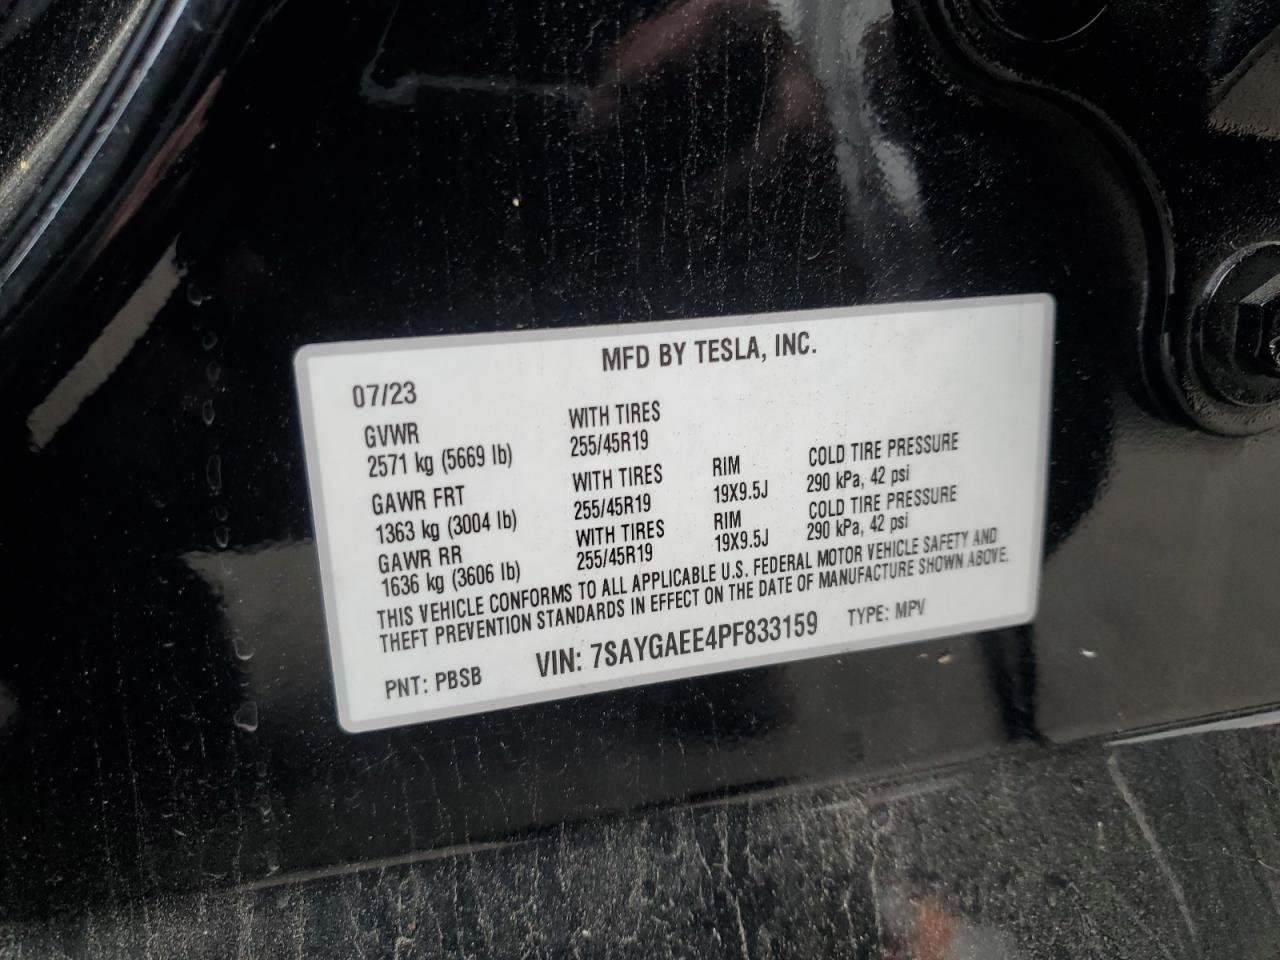 MFD BY TESLA, INC.
07/23
GVWR
2571 kg (5669 lb)
WITH TIRES
255/45R19
GAWR FRT
1363 kg (3004 lb)
WITH TIRES
255/45R19
RIM
19X9.5J
COLD TIRE PRESSURE
290 kPa, 42 psi
GAWR RR
1636 kg (3606 lb)
WITH TIRES
255/45R19
RIM
19X9.5J
COLD TIRE PRESSURE
290 kPa, 42 psi
THIS VEHICLE CONFORMS TO ALL APPLICABLE U.S. FEDERAL MOTOR VEHICLE SAFETY AND
THEFT PREVENTION STANDARDS IN EFFECT ON THE DATE OF MANUFACTURE SHOWN ABOVE.
PNT: PBSB
VIN: 7SAYGAEE4PF833159
TYPE: MPV